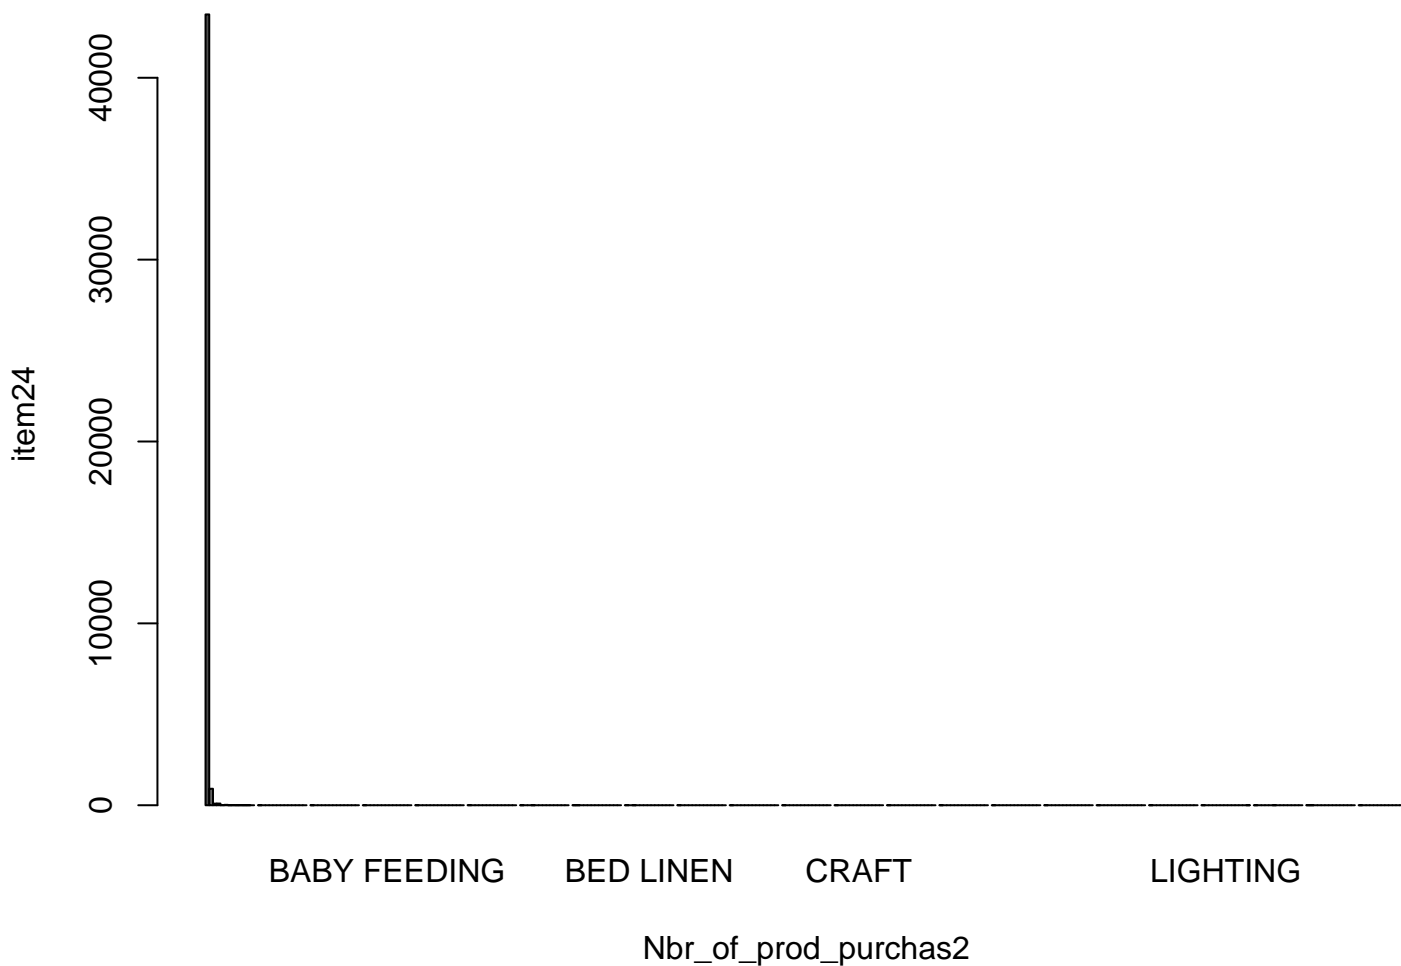 item24
40000
30000
20000
10000
0
BABY FEEDING BED LINEN CRAFT LIGHTING
Nbr_of_prod_purchas2